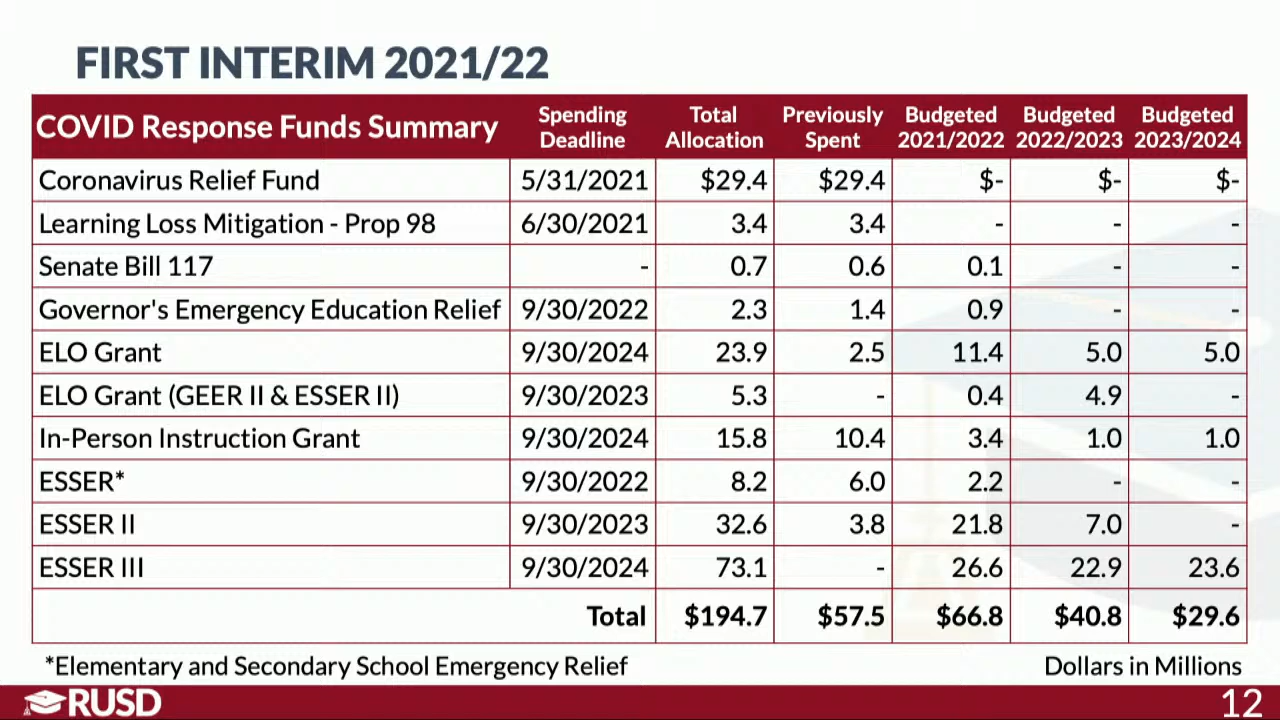 FIRST INTERIM 2021/22
COVID Response Funds Summary Spending Deadline Total Allocation Previously Spent Budgeted 2021/2022 Budgeted 2022/2023 Budgeted 2023/2024
Coronavirus Relief Fund 5/31/2021 $29.4 $29.4 $- $- $-
Learning Loss Mitigation - Prop 98 6/30/2021 3.4 3.4 - - -
Senate Bill 117 - 0.7 0.6 0.1 - -
Governor's Emergency Education Relief 9/30/2022 2.3 1.4 0.9 - -
ELO Grant 9/30/2024 23.9 2.5 11.4 5.0 5.0
ELO Grant (GEER II & ESSER II) 9/30/2023 5.3 - 0.4 4.9 -
In-Person Instruction Grant 9/30/2024 15.8 10.4 3.4 1.0 1.0
ESSER* 9/30/2022 8.2 6.0 2.2 - -
ESSER II 9/30/2023 32.6 3.8 21.8 7.0 -
ESSER III 9/30/2024 73.1 - 26.6 22.9 23.6
Total $194.7 $57.5 $66.8 $40.8 $29.6
*Elementary and Secondary School Emergency Relief Dollars in Millions
RUSD 12